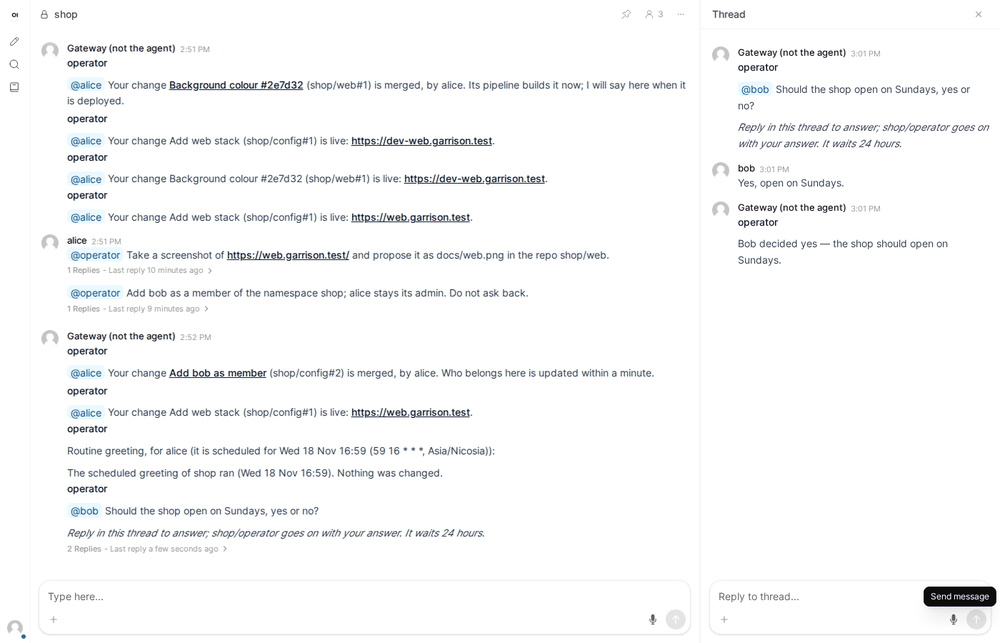 OI
shop
3
Gateway (not the agent) 2:51 PM
operator
@alice Your change Background colour #2e7d32 (shop/web#1) is merged, by alice. Its pipeline builds it now; I will say here when it
is deployed.
operator
@alice Your change Add web stack (shop/config#1) is live: https://dev-web.garrison.test.
operator
@alice Your change Background colour #2e7d32 (shop/web#1) is live: https://dev-web.garrison.test.
operator
@alice Your change Add web stack (shop/config#1) is live: https://web.garrison.test.
alice 2:51 PM
@operator Take a screenshot of https://web.garrison.test/ and propose it as docs/web.png in the repo shop/web.
1 Replies - Last reply 10 minutes ago
@operator Add bob as a member of the namespace shop; alice stays its admin. Do not ask back.
1 Replies - Last reply 9 minutes ago
Gateway (not the agent) 2:52 PM
operator
@alice Your change Add bob as member (shop/config#2) is merged, by alice. Who belongs here is updated within a minute.
operator
@alice Your change Add web stack (shop/config#1) is live: https://web.garrison.test.
operator
Routine greeting, for alice (it is scheduled for Wed 18 Nov 16:59 (59 16 * * *, Asia/Nicosia)):
The scheduled greeting of shop ran (Wed 18 Nov 16:59). Nothing was changed.
operator
@bob Should the shop open on Sundays, yes or no?
Reply in this thread to answer; shop/operator goes on with your answer. It waits 24 hours.
2 Replies - Last reply a few seconds ago
Type here...
Thread
Gateway (not the agent) 3:01 PM
operator
@bob Should the shop open on Sundays, yes or
no?
Reply in this thread to answer; shop/operator goes on
with your answer. It waits 24 hours.
bob 3:01 PM
Yes, open on Sundays.
Gateway (not the agent) 3:01 PM
operator
Bob decided yes — the shop should open on
Sundays.
Reply to thread...
Send message